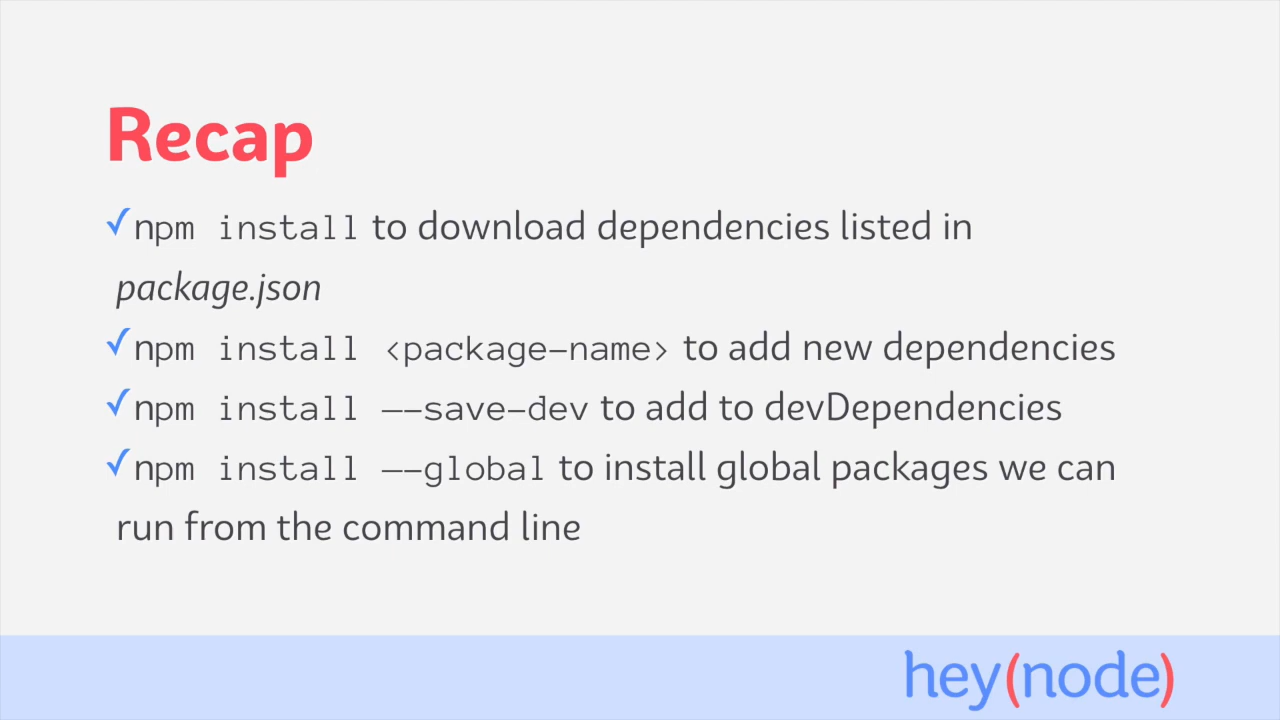 Recap
✓npm install to download dependencies listed in
package.json
✓npm install <package-name> to add new dependencies
✓npm install --save-dev to add to devDependencies
✓npm install --global to install global packages we can
run from the command line
hey(node)